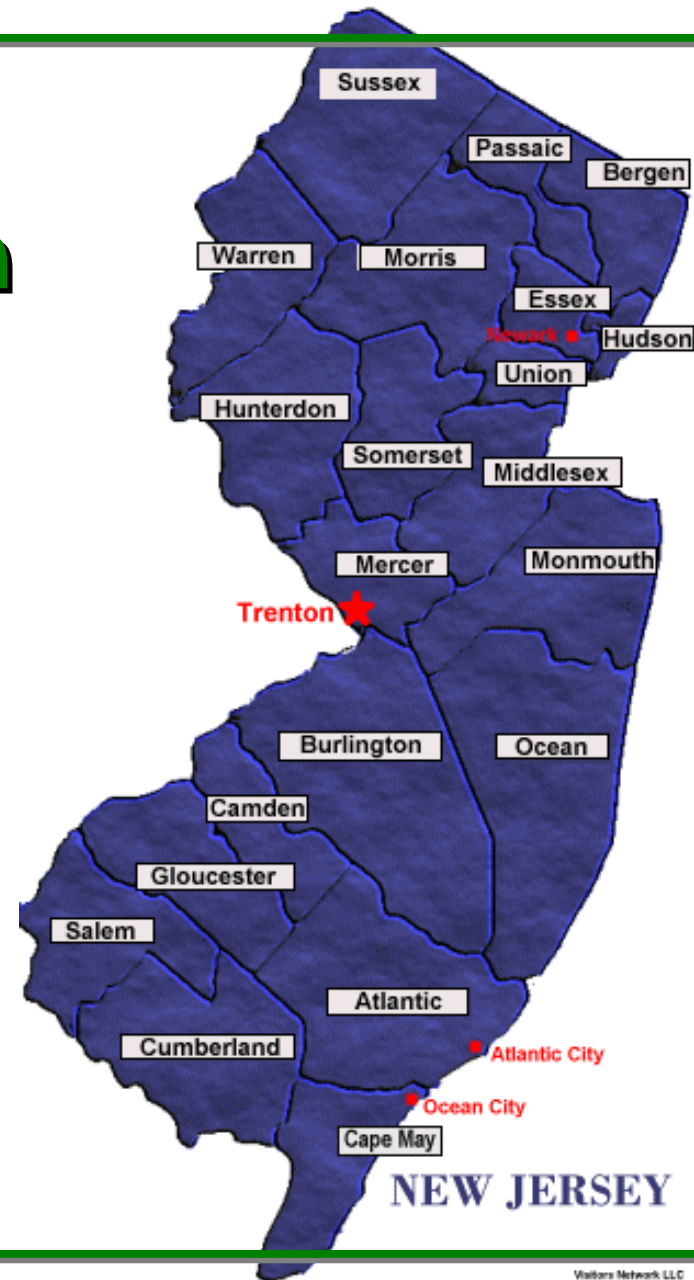 Sussex
Passaic
Bergen
Warren
Morris
Essex
Newark
Hudson
Union
Hunterdon
Somerset
Middlesex
Mercer
Monmouth
Trenton
Burlington
Ocean
Camden
Gloucester
Salem
Atlantic
Cumberland
Atlantic City
Ocean City
Cape May
NEW JERSEY
Visitors Network LLC